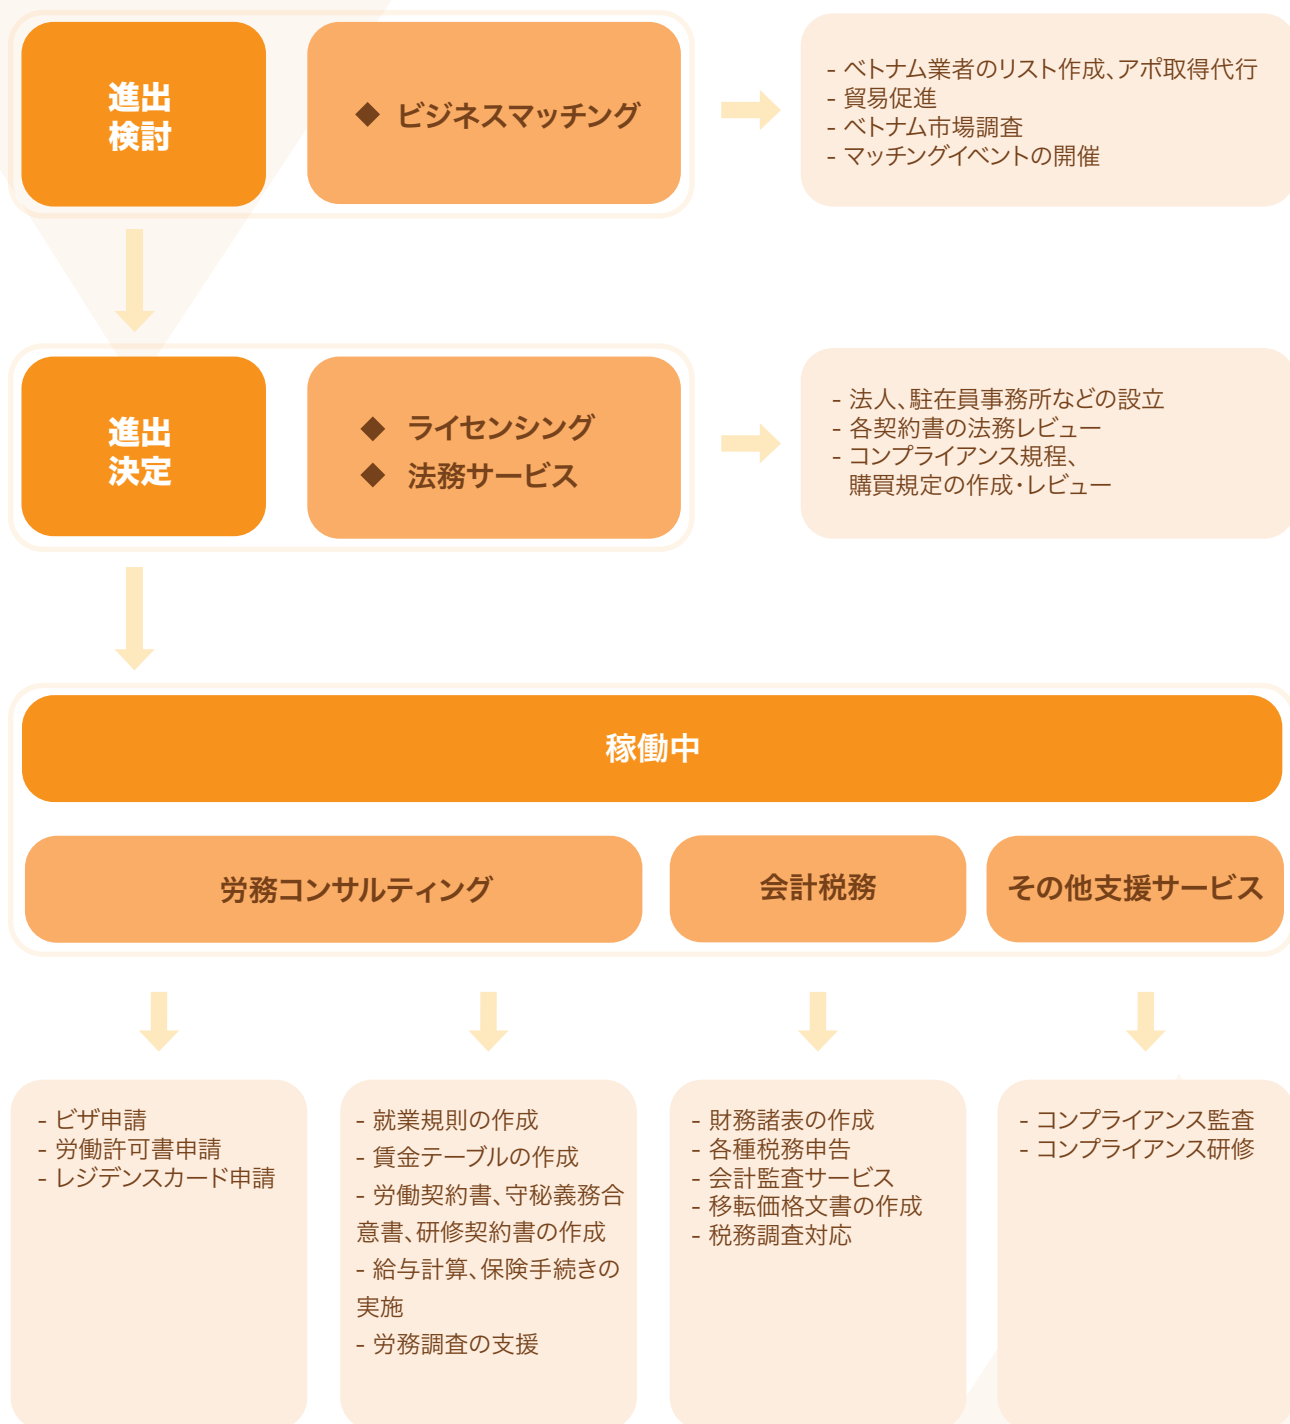 進出
検討
◆ ビジネスマッチング
- ベトナム業者のリスト作成、アポ取得代行
- 貿易促進
- ベトナム市場調査
- マッチングイベントの開催
進出
決定
◆ ライセンシング
◆ 法務サービス
- 法人、駐在員事務所などの設立
- 各契約書の法務レビュー
- コンプライアンス規程、
購買規定の作成・レビュー
稼働中
労務コンサルティング
会計税務
その他支援サービス
- ビザ申請
- 労働許可書申請
- レジデンスカード申請
- 就業規則の作成
- 賃金テーブルの作成
- 労働契約書、守秘義務合
意書、研修契約書の作成
- 給与計算、保険手続きの
実施
- 労務調査の支援
- 財務諸表の作成
- 各種税務申告
- 会計監査サービス
- 移転価格文書の作成
- 税務調査対応
- コンプライアンス監査
- コンプライアンス研修